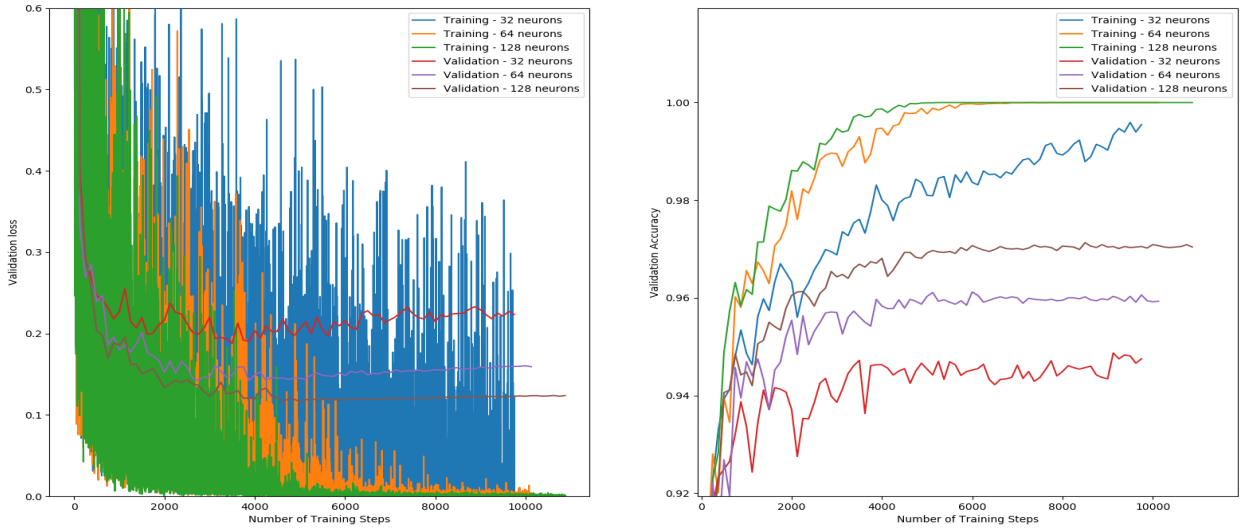 0.6
0.5
0.4
0.3
0.2
0.1
0.0
Validation loss
0
2000
4000
6000
8000
10000
Number of Training Steps
Training - 32 neurons
Training - 64 neurons
Training - 128 neurons
Validation - 32 neurons
Validation - 64 neurons
Validation - 128 neurons
1.00
0.98
0.96
0.94
0.92
Validation Accuracy
0
2000
4000
6000
8000
10000
Number of Training Steps
Training - 32 neurons
Training - 64 neurons
Training - 128 neurons
Validation - 32 neurons
Validation - 64 neurons
Validation - 128 neurons